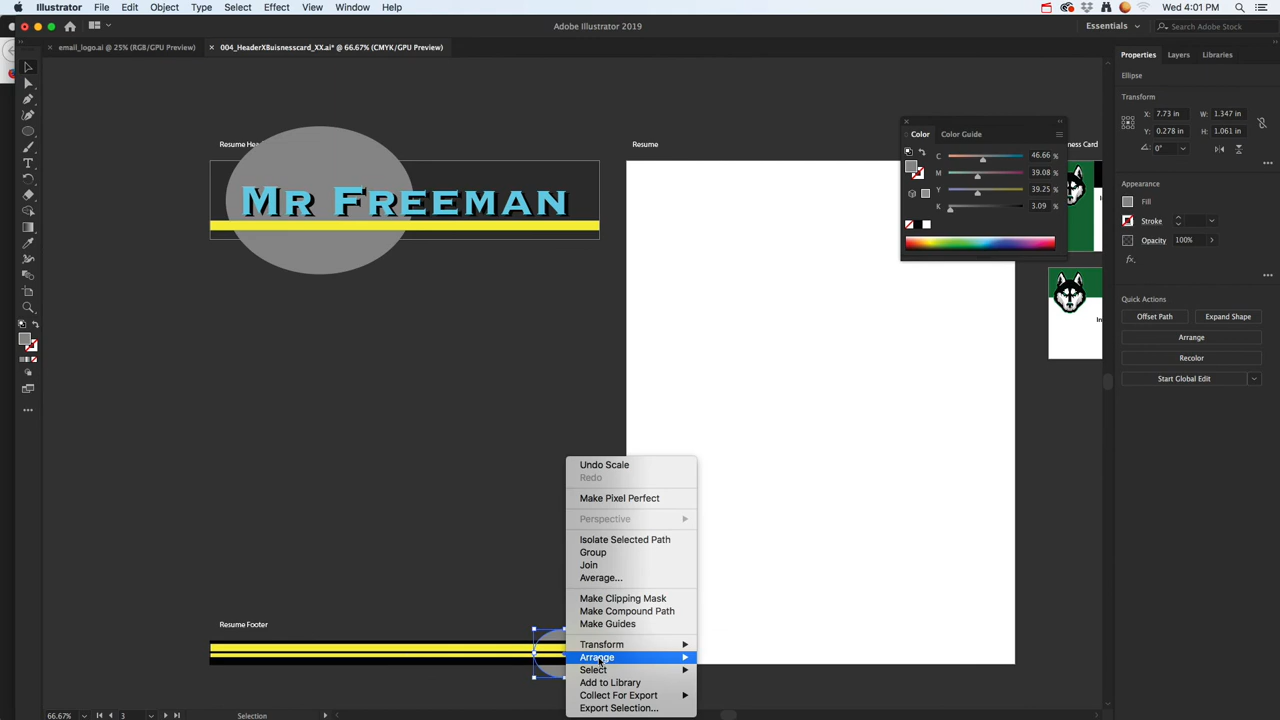 Illustrator File Edit Object Type Select Effect View Window Help
Wed 4:01 PM
Adobe Illustrator 2019
Essentials
Search Adobe Stock
email_logo.ai @ 25% (RGB/GPU Preview)
004_HeaderXBuisnesscard_XX.ai* @ 66.67% (CMYK/GPU Preview)
Properties Layers Libraries
Ellipse
Transform
X: 7.73 in W: 1.347 in
Y: 0.278 in H: 1.061 in
0°
Appearance
Fill
Stroke
Opacity 100%
fx.
Quick Actions
Offset Path Expand Shape
Arrange
Recolor
Start Global Edit
Color Color Guide
C 46.66 %
M 39.08 %
Y 39.25 %
K 3.09 %
Resume Hea
Resume
ness Card
Mr Freeman
In
Resume Footer
Undo Scale
Redo
Make Pixel Perfect
Perspective
Isolate Selected Path
Group
Join
Average...
Make Clipping Mask
Make Compound Path
Make Guides
Transform
Arrange
Select
Add to Library
Collect For Export
Export Selection...
66.67% 3 Selection